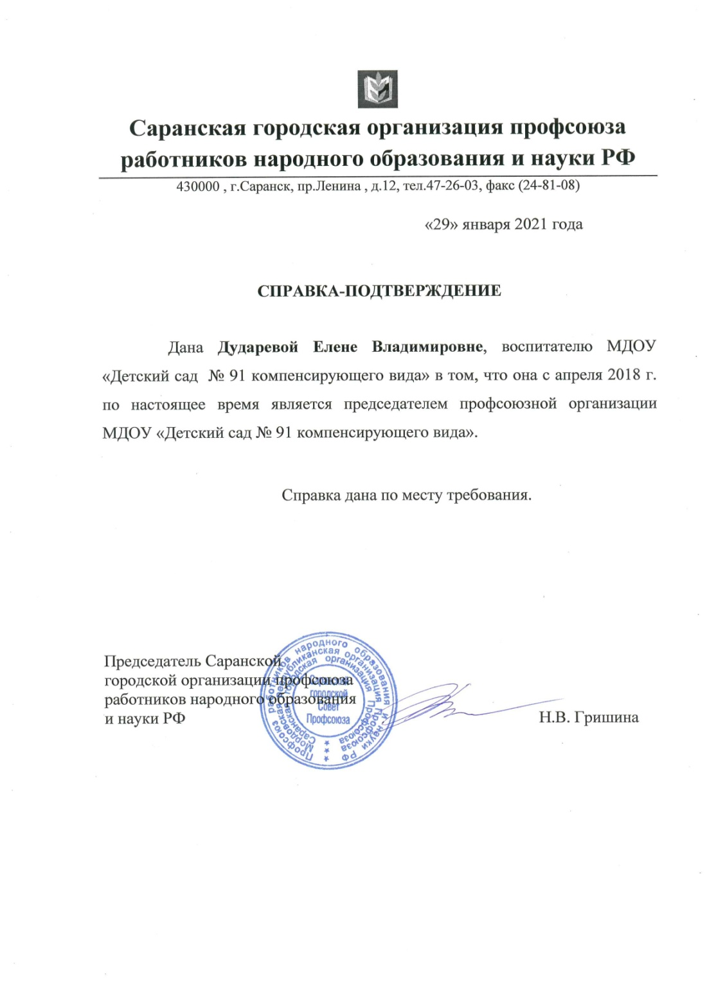 Саранская городская организация профсоюза
работников народного образования и науки РФ
430000 , г.Саранск, пр.Ленина , д.12, тел.47-26-03, факс (24-81-08)
«29» января 2021 года
СПРАВКА-ПОДТВЕРЖДЕНИЕ
Дана Дударевой Елене Владимировне, воспитателю МДОУ
«Детский сад № 91 компенсирующего вида» в том, что она с апреля 2018 г.
по настоящее время является председателем профсоюзной организации
МДОУ «Детский сад № 91 компенсирующего вида».
Справка дана по месту требования.
Председатель Саранской
городской организации профсоюза
работников народного образования
и науки РФ
Н.В. Гришина
Профсоюз работников народного образования и науки РФ
Мордовская республиканская организация Профсоюза
Саранская городская организация Профсоюза
городской
Совет
Профсоюза